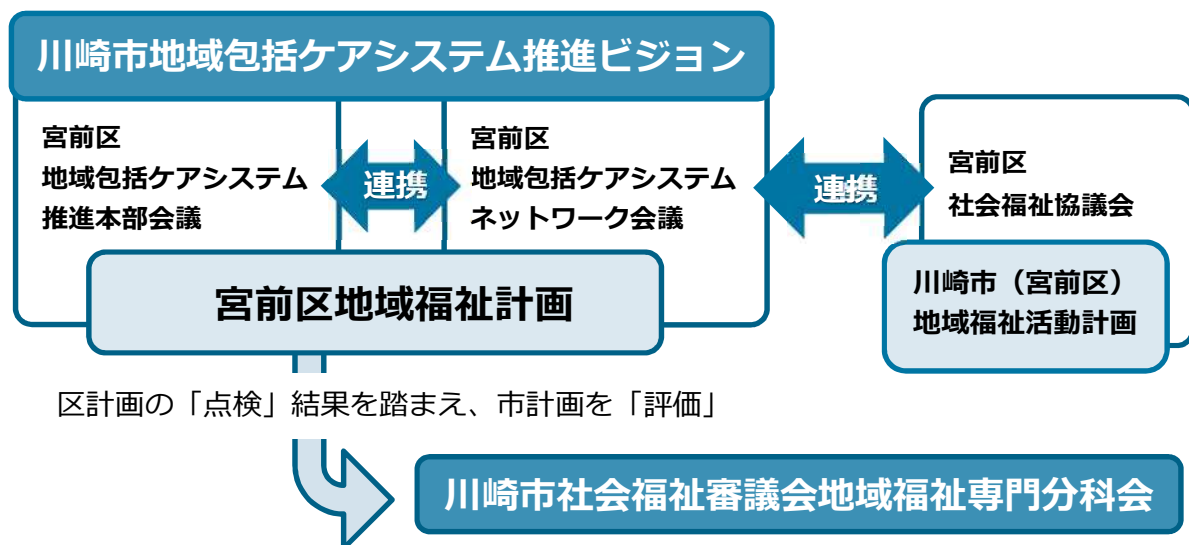 川崎市地域包括ケアシステム推進ビジョン
宮前区
地域包括ケアシステム
推進本部会議
連携
宮前区
地域包括ケアシステム
ネットワーク会議
連携
宮前区
社会福祉協議会
宮前区地域福祉計画
川崎市（宮前区）
地域福祉活動計画
区計画の「点検」結果を踏まえ、市計画を「評価」
川崎市社会福祉審議会地域福祉専門分科会